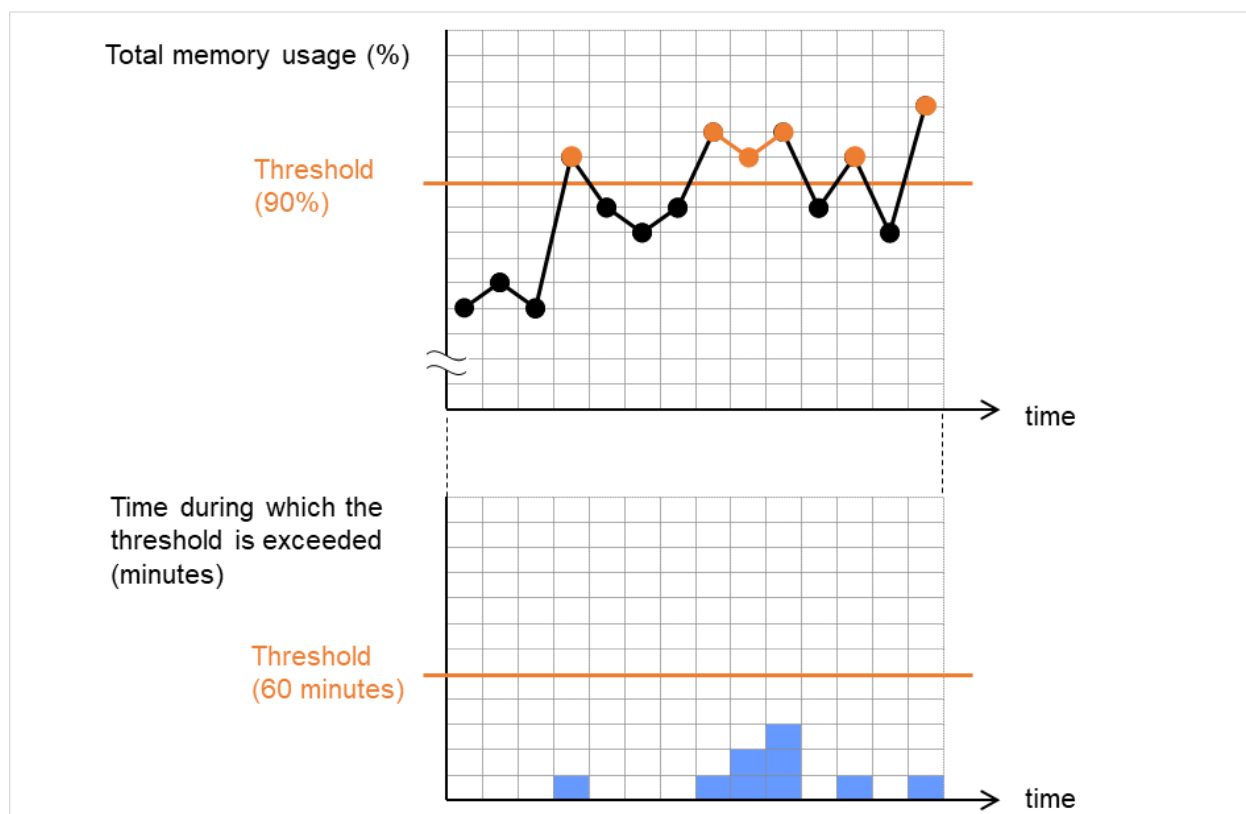 Total memory usage (%)
Threshold
(90%)
time
Time during which the
threshold is exceeded
(minutes)
Threshold
(60 minutes)
time